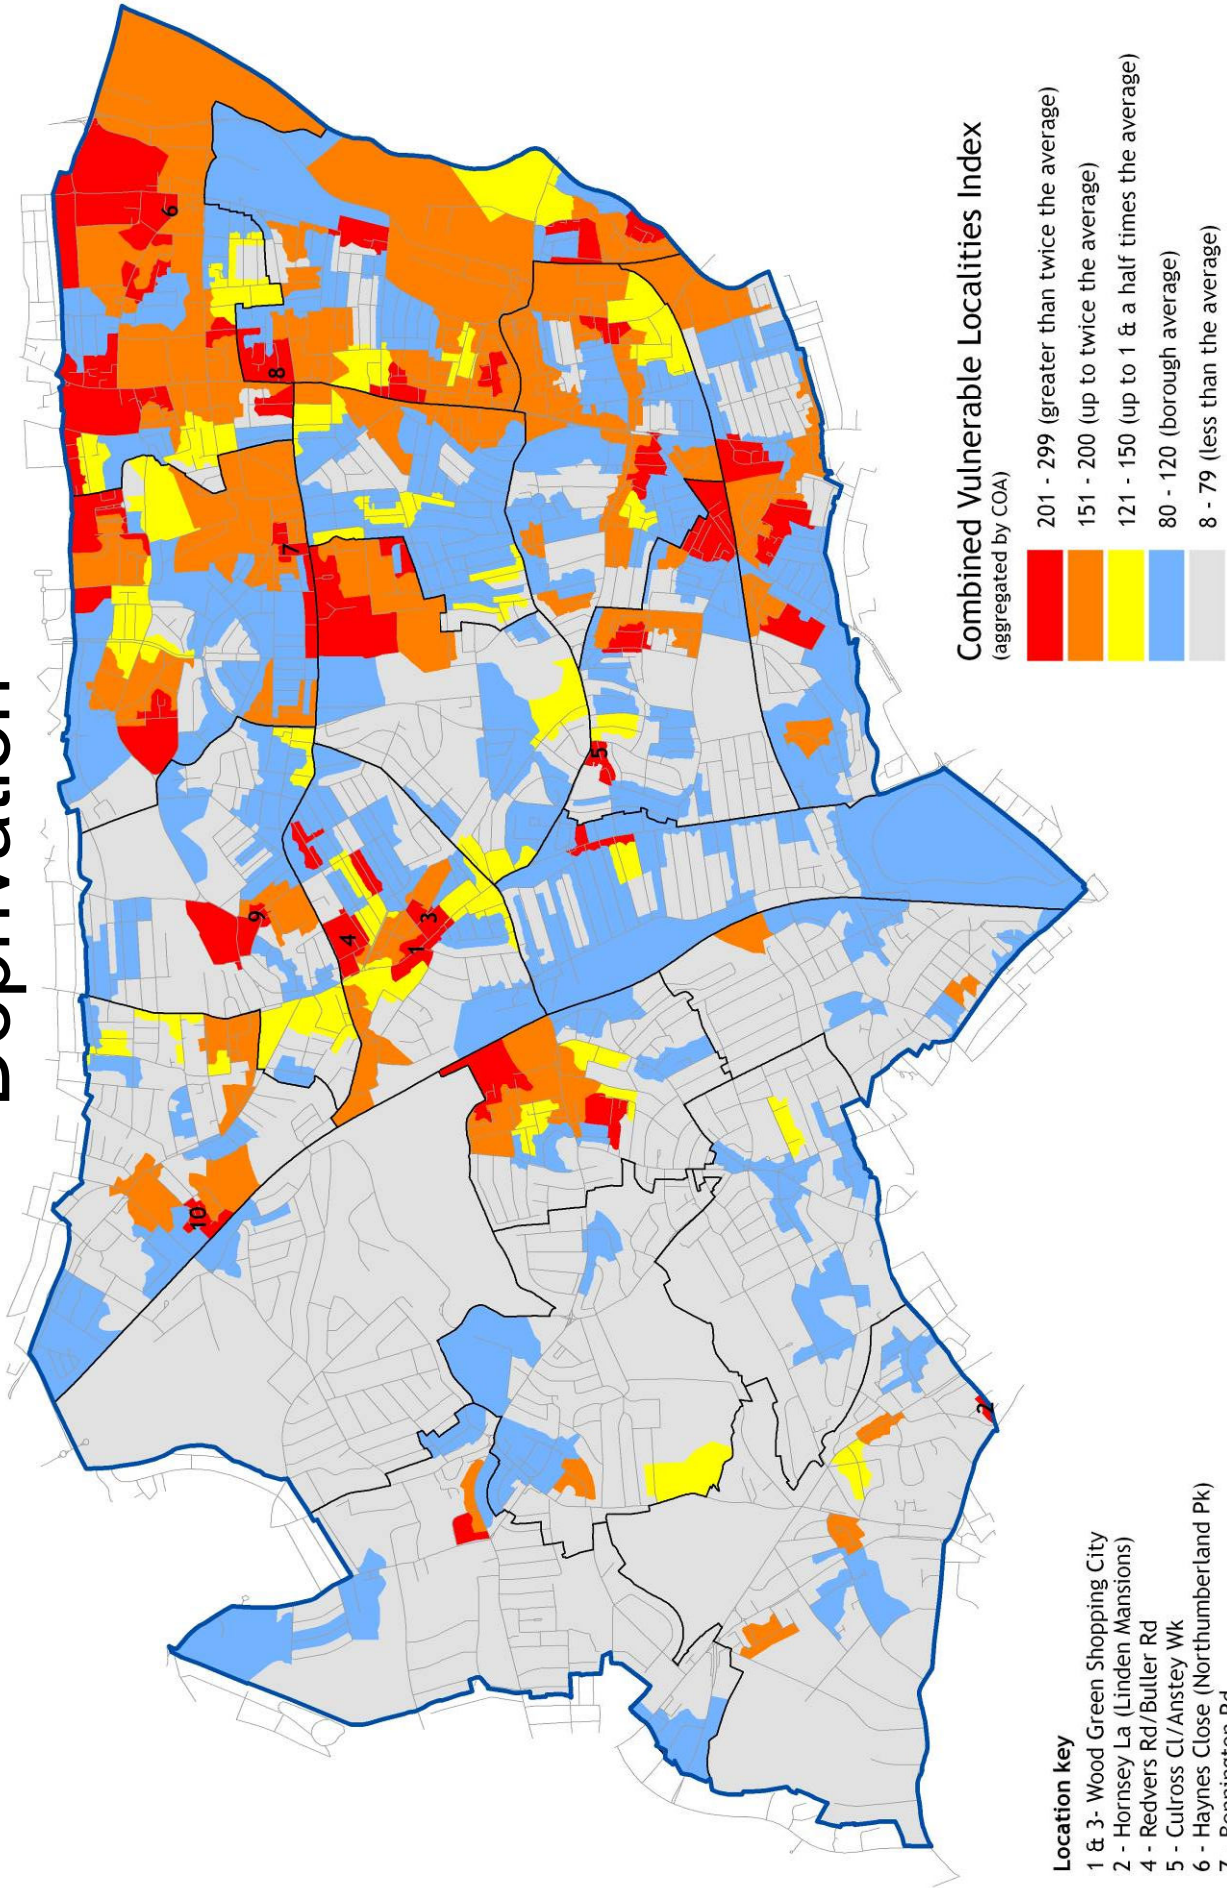 Combined Vulnerable Localities Index
(aggregated by COA)
201 - 299 (greater than twice the average)
151 - 200 (up to twice the average)
121 - 150 (up to 1 & a half times the average)
80 - 120 (borough average)
8 - 79 (less than the average)
Location key
1 & 3- Wood Green Shopping City
2 - Hornsey La (Linden Mansions)
4 - Redvers Rd/Buller Rd
5 - Culross Cl/Anstey Wk
6 - Haynes Close (Northumberland Pk)
6
8
7
5
9
4
3
1
10
2